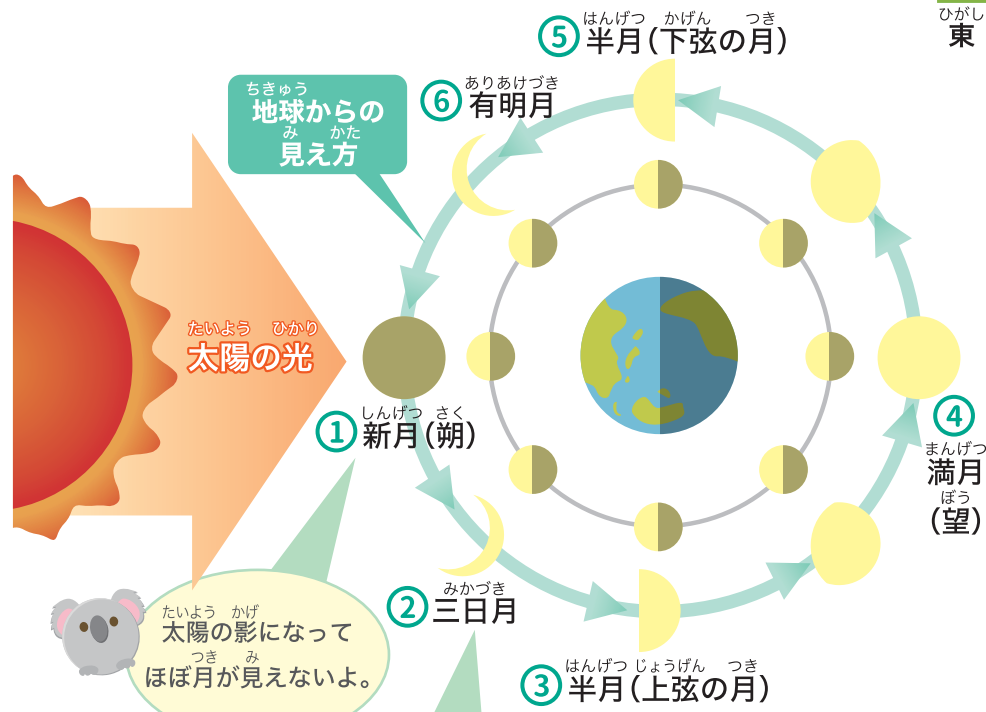 ひがし
東
はんげつ かげん つき
⑤半月(下弦の月)
ありあけづき
⑥有明月
ちきゅう
地球からの
み かた
見え方
たいよう ひかり
太陽の光
しんげつ さく
①新月(朔)
④
まんげつ
満月
ぼう
(望)
みかづき
②三日月
たいよう かげ
太陽の影になって
つき み
ほぼ月が見えないよ。
はんげつ じょうげん つき
③半月(上弦の月)